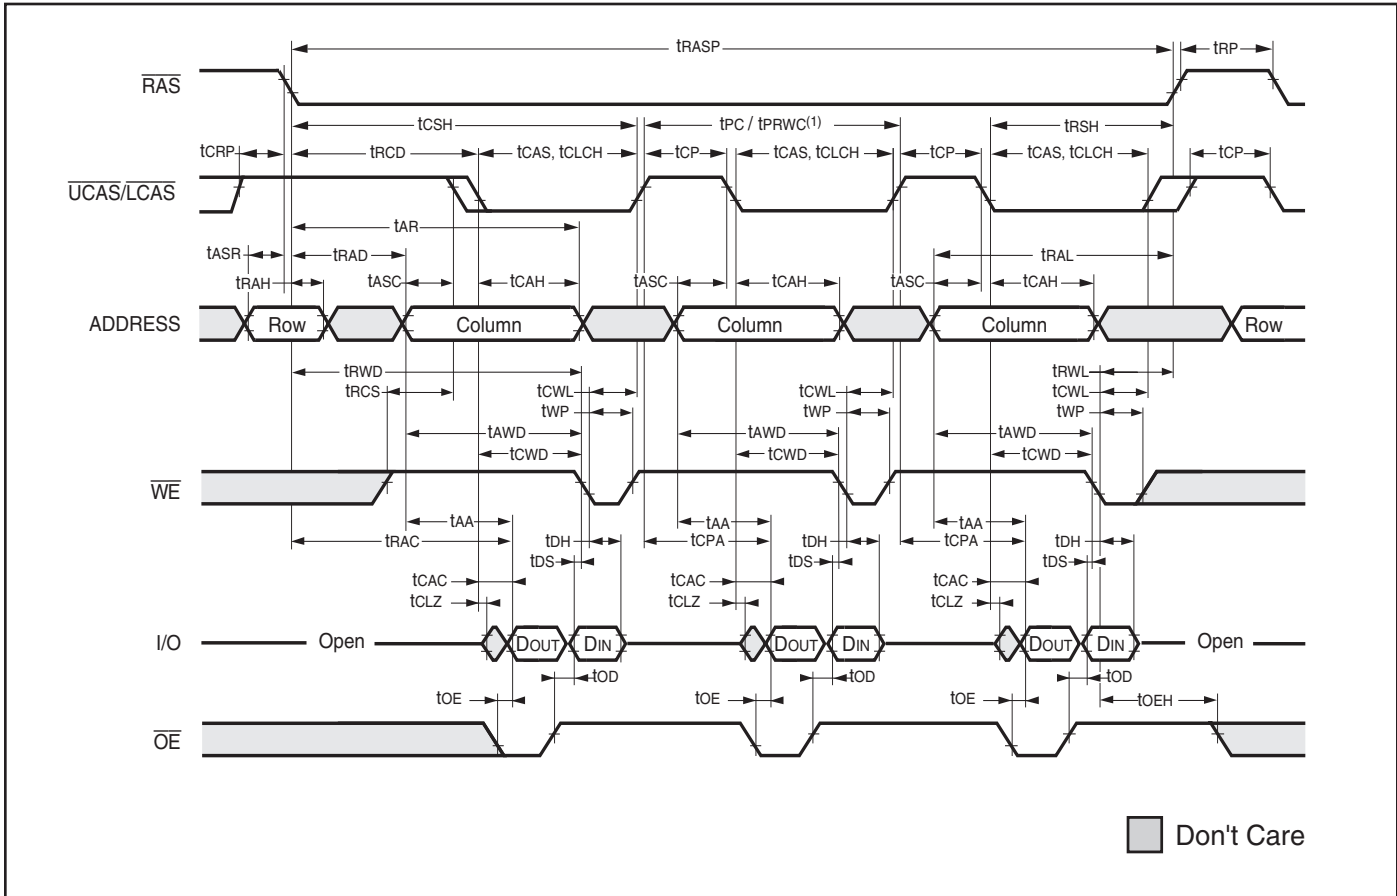 tRASP tRP
RAS
tCSH tPC / tPRWC(1) tRSH
tCRP tRCD tCAS, tCLCH tCP tCAS, tCLCH tCP tCAS, tCLCH tCP
UCAS/LCAS
tAR
tASR tRAD tRAL
tRAH tASC tCAH tASC tCAH tASC tCAH
ADDRESS Row Column Column Column Row
tRWD tRWL
tRCS tCWL tCWL tCWL
tWP tWP tWP
tAWD tAWD tAWD
tCWD tCWD tCWD
WE
tAA tAA tAA
tRAC tDH tCPA tDH tCPA tDH
tDS tDS tDS
tCAC tCAC tCAC
tCLZ tCLZ tCLZ
I/O Open DOUT DIN DOUT DIN DOUT DIN Open
tOD tOD tOD
tOE tOE tOE tOEH
OE
Don't Care